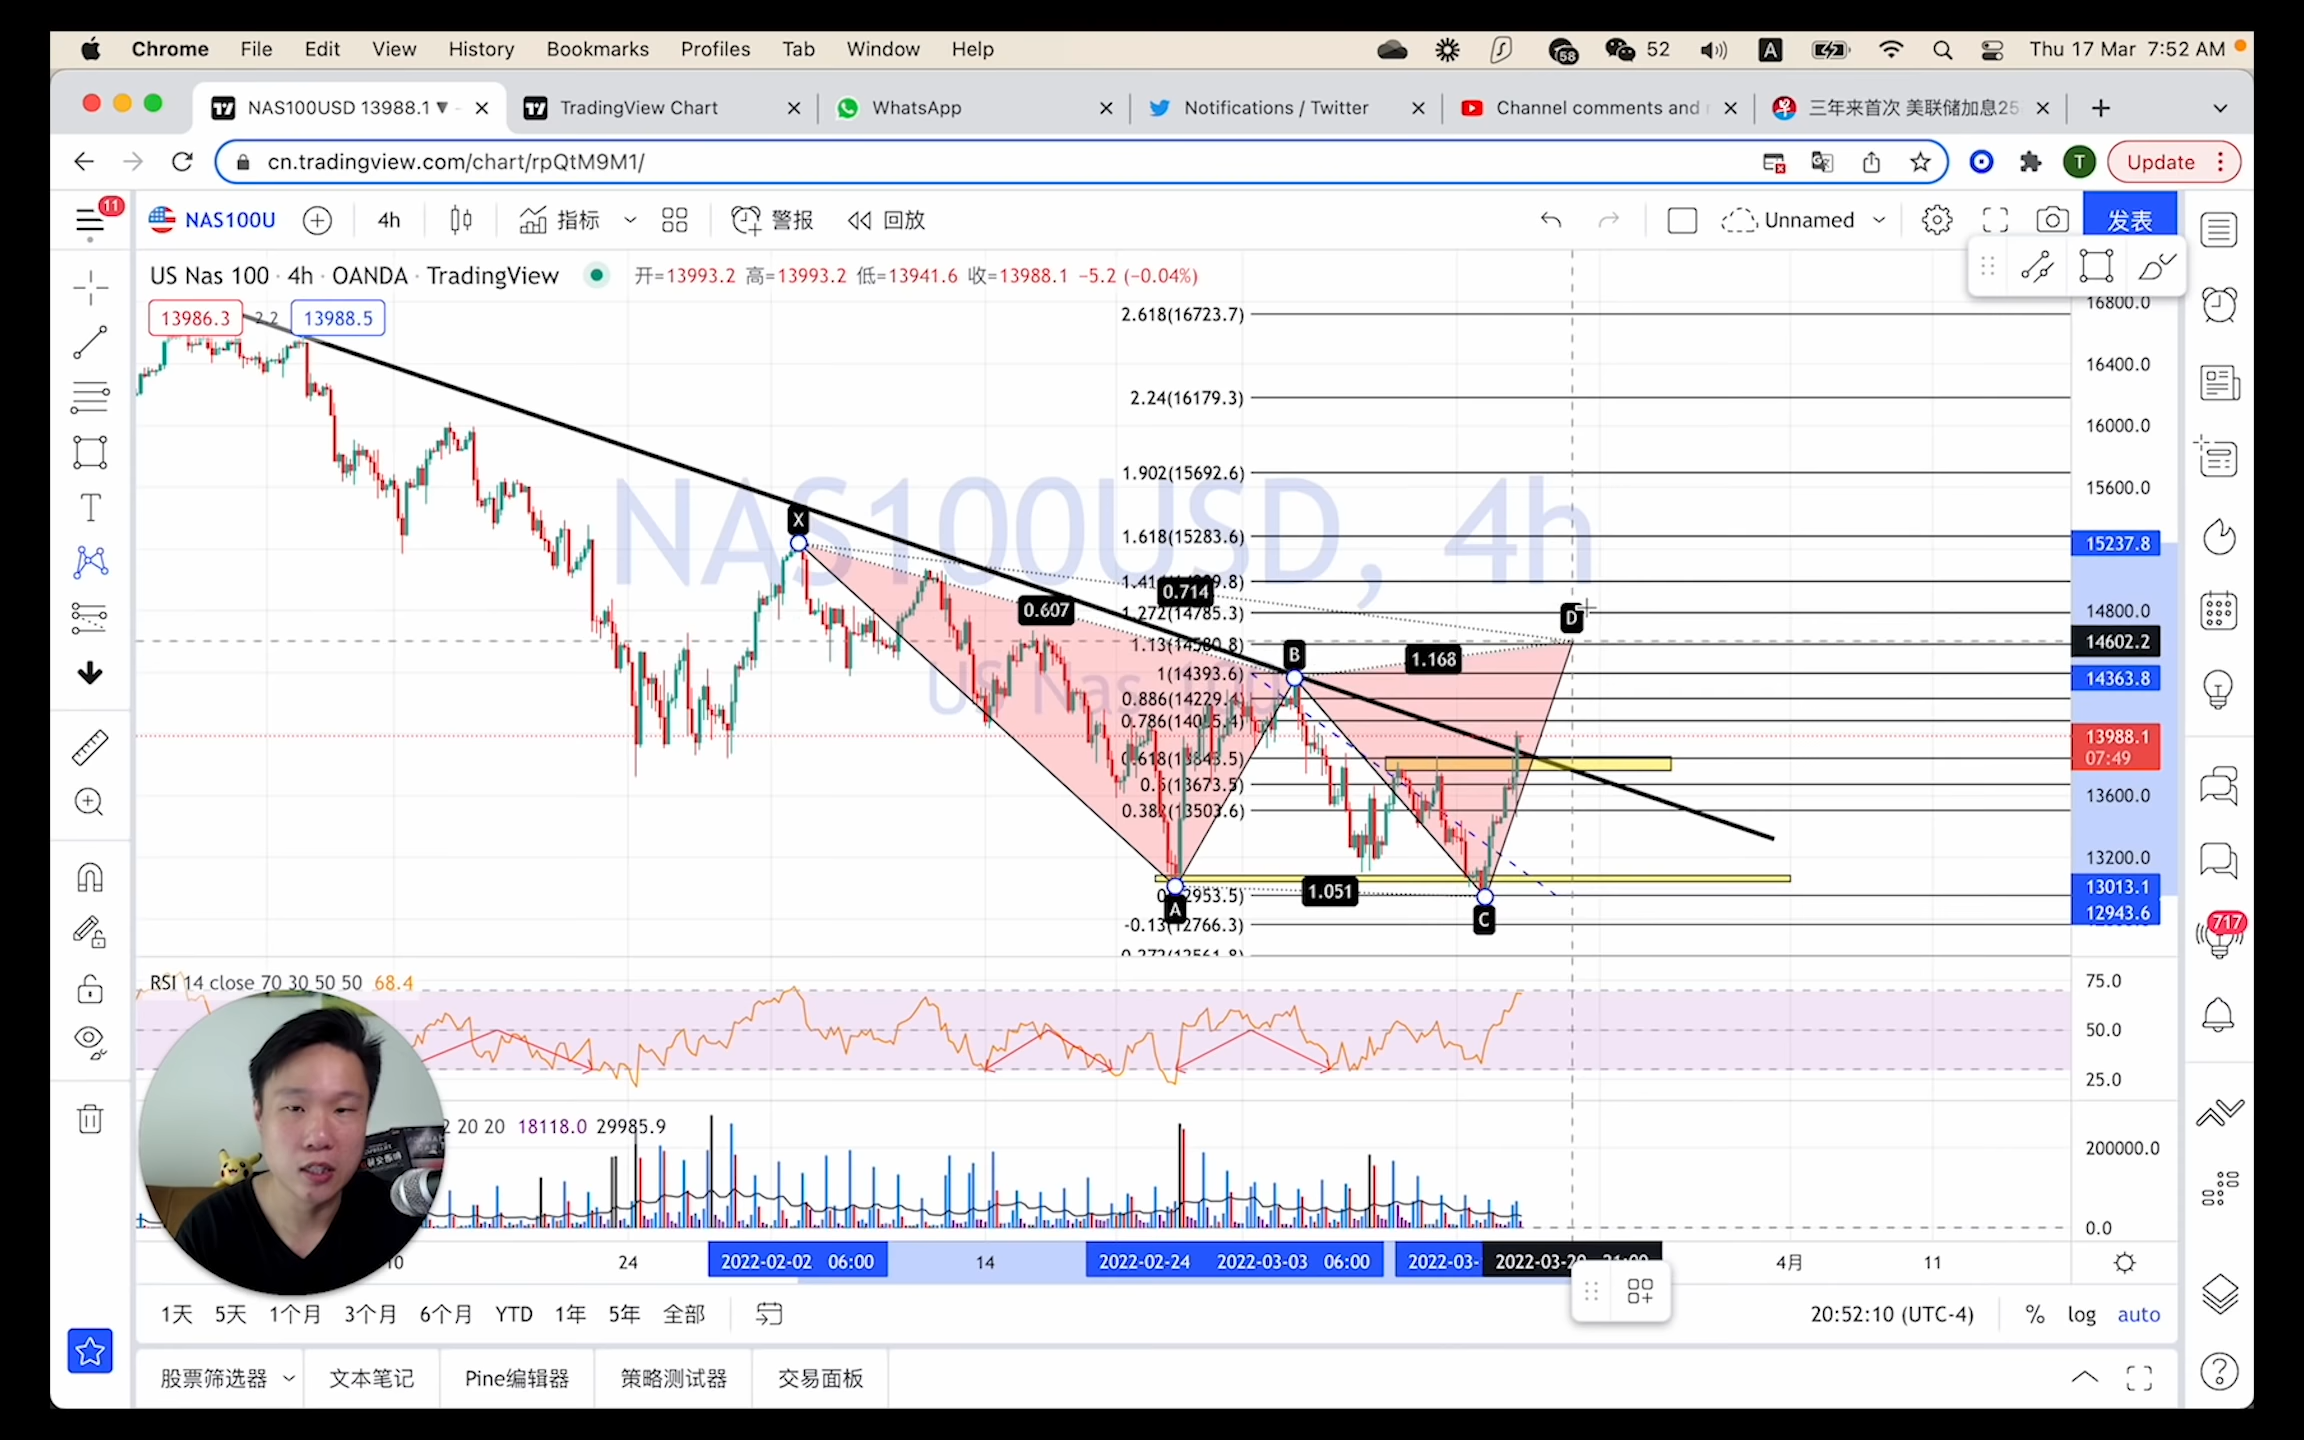 Chrome File Edit View History Bookmarks Profiles Tab Window Help 58 52 A Thu 17 Mar 7:52 AM
NAS100USD 13988.1 ▼ TradingView Chart WhatsApp Notifications / Twitter Channel comments and 三年来首次 美联储加息25
cn.tradingview.com/chart/rpQtM9M1/ T Update
11 NAS100U 4h 指标 警报 回放 Unnamed 发表
US Nas 100 · 4h · OANDA · TradingView 开=13993.2 高=13993.2 低=13941.6 收=13988.1 −5.2 (−0.04%)
13986.3 2.2 13988.5
NAS100USD, 4h
2.618(16723.7)
2.24(16179.3)
1.902(15692.6)
1.618(15283.6)
1.272(14785.3)
1(14393.6)
0.382(13503.6)
-0.13(12766.3)
X
0.607
0.714
D
B
1.168
1.051
A
C
16800.0
16400.0
16000.0
15600.0
15237.8
14800.0
14602.2
14363.8
13988.1
07:49
13600.0
13200.0
13013.1
12943.6
717
RSI 14 close 70 30 50 50 68.4
75.0
50.0
25.0
2 20 20 18118.0 29985.9
200000.0
0.0
24 2022-02-02 06:00 14 2022-02-24 2022-03-03 06:00 2022-03- 4月 11
1天 5天 1个月 3个月 6个月 YTD 1年 5年 全部 20:52:10 (UTC-4) % log auto
股票筛选器 文本笔记 Pine编辑器 策略测试器 交易面板